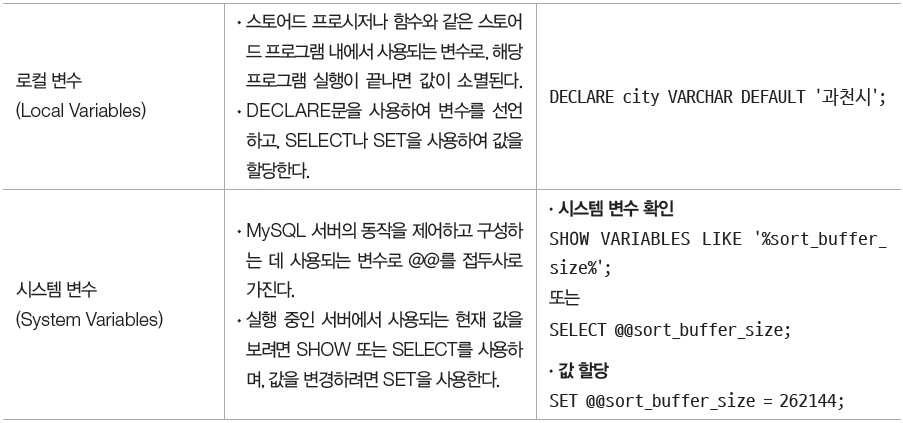 로컬 변수
(Local Variables)
· 스토어드 프로시저나 함수와 같은 스토어
드 프로그램 내에서 사용되는 변수로, 해당
프로그램 실행이 끝나면 값이 소멸된다.
· DECLARE문을 사용하여 변수를 선언
하고, SELECT나 SET을 사용하여 값을
할당한다.
DECLARE city VARCHAR DEFAULT '과천시';
시스템 변수
(System Variables)
· MySQL 서버의 동작을 제어하고 구성하
는 데 사용되는 변수로 @@를 접두사로
가진다.
· 실행 중인 서버에서 사용되는 현재 값을
보려면 SHOW 또는 SELECT를 사용하
며, 값을 변경하려면 SET을 사용한다.
· 시스템 변수 확인
SHOW VARIABLES LIKE '%sort_buffer_
size%';
또는
SELECT @@sort_buffer_size;
· 값 할당
SET @@sort_buffer_size = 262144;